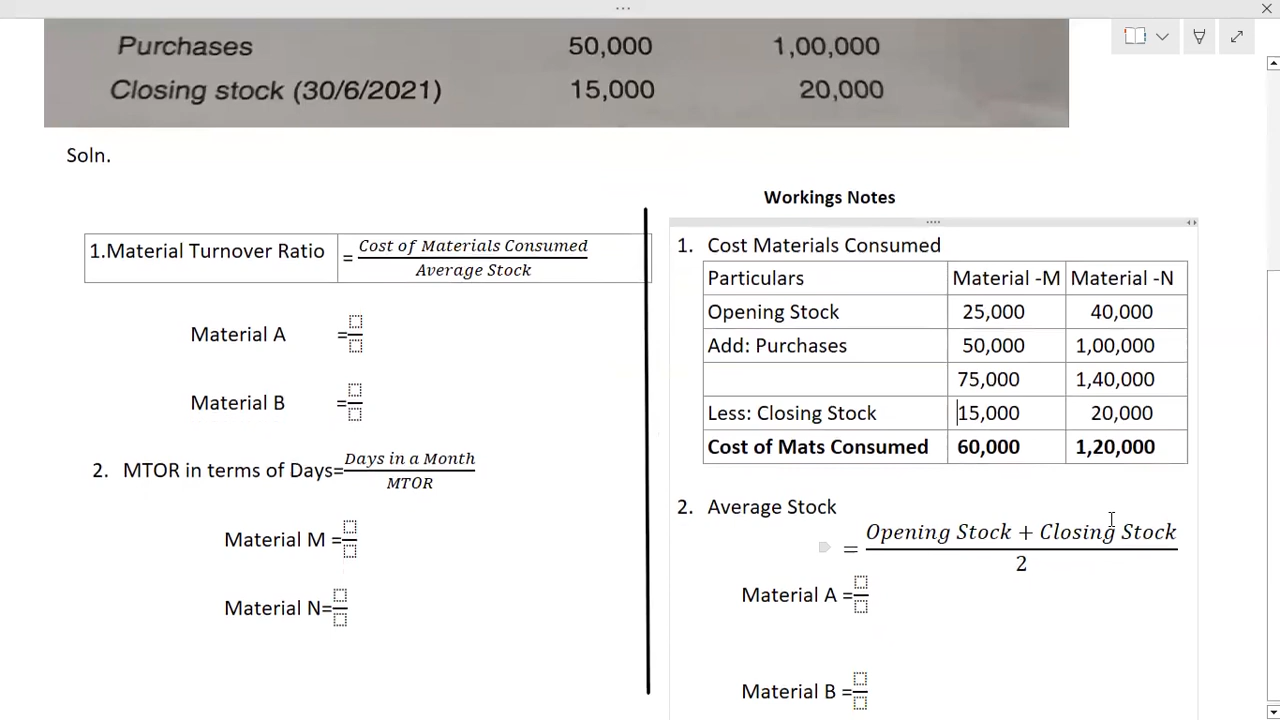 Purchases 50,000 1,00,000
Closing stock (30/6/2021) 15,000 20,000
Soln.
1.Material Turnover Ratio = Cost of Materials Consumed / Average Stock
Material A =
Material B =
2. MTOR in terms of Days= Days in a Month / MTOR
Material M =
Material N=
Workings Notes
1. Cost Materials Consumed
Particulars Material -M Material -N
Opening Stock 25,000 40,000
Add: Purchases 50,000 1,00,000
75,000 1,40,000
Less: Closing Stock 15,000 20,000
Cost of Mats Consumed 60,000 1,20,000
2. Average Stock
= Opening Stock + Closing Stock / 2
Material A =
Material B =